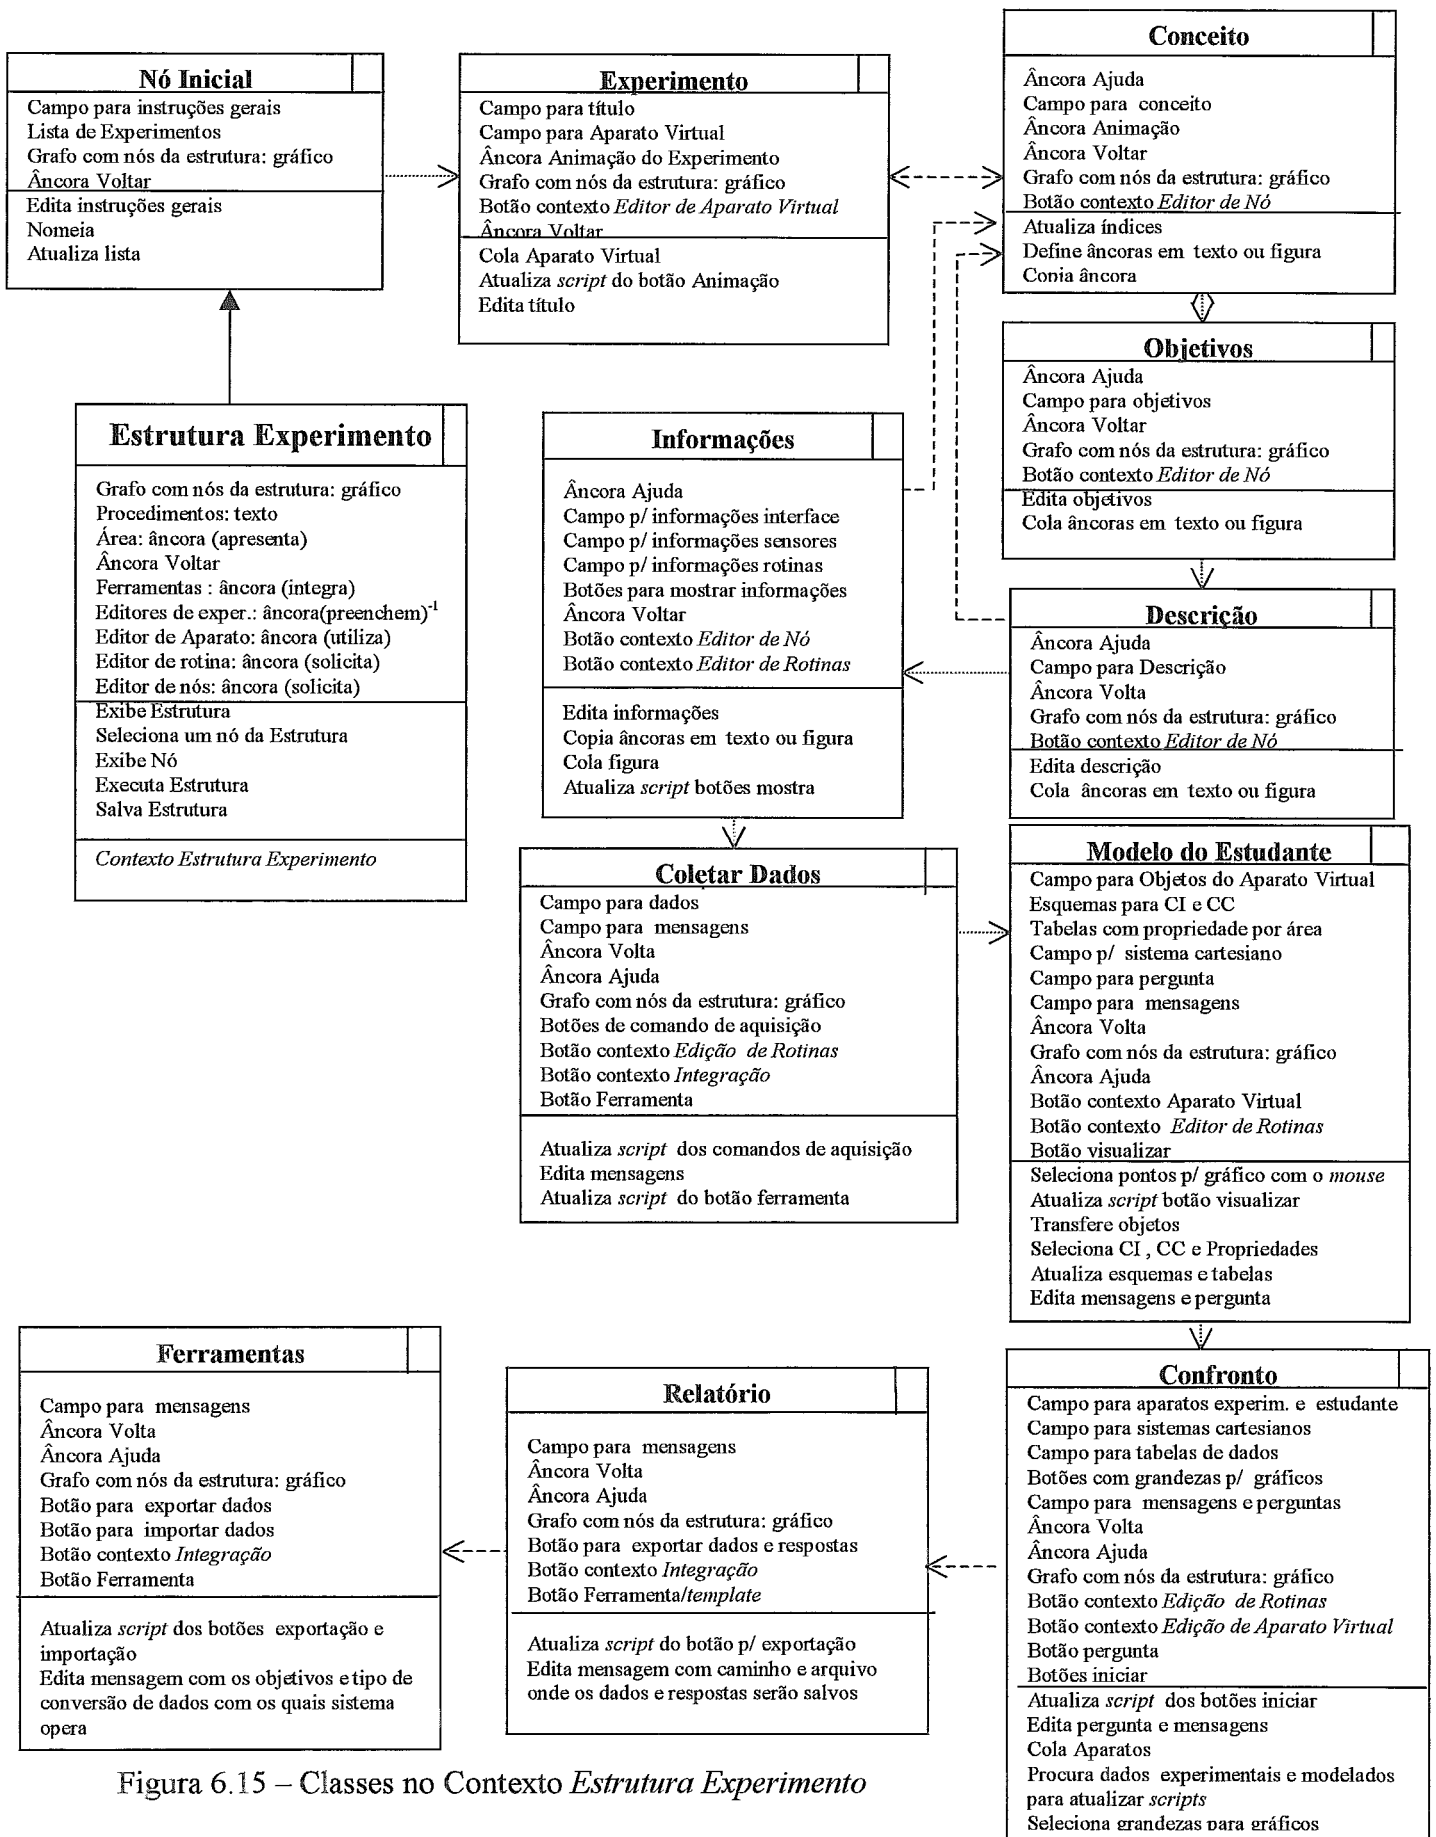 Nó Inicial
Campo para instruções gerais
Lista de Experimentos
Grafo com nós da estrutura: gráfico
Âncora Voltar
Edita instruções gerais
Nomeia
Atualiza lista
Experimento
Campo para título
Campo para Aparato Virtual
Âncora Animação do Experimento
Grafo com nós da estrutura: gráfico
Botão contexto Editor de Aparato Virtual
Âncora Voltar
Cola Aparato Virtual
Atualiza script do botão Animação
Edita título
Conceito
Âncora Ajuda
Campo para conceito
Âncora Animação
Âncora Voltar
Grafo com nós da estrutura: gráfico
Botão contexto Editor de Nó
Atualiza índices
Define âncoras em texto ou figura
Copia âncora
Objetivos
Âncora Ajuda
Campo para objetivos
Âncora Voltar
Grafo com nós da estrutura: gráfico
Botão contexto Editor de Nó
Edita objetivos
Cola âncoras em texto ou figura
Estrutura Experimento
Grafo com nós da estrutura: gráfico
Procedimentos: texto
Área: âncora (apresenta)
Âncora Voltar
Ferramentas : âncora (integra)
Editores de exper.: âncora(preenchem)-1
Editor de Aparato: âncora (utiliza)
Editor de rotina: âncora (solicita)
Editor de nós: âncora (solicita)
Exibe Estrutura
Seleciona um nó da Estrutura
Exibe Nó
Executa Estrutura
Salva Estrutura
Contexto Estrutura Experimento
Informações
Âncora Ajuda
Campo p/ informações interface
Campo p/ informações sensores
Campo p/ informações rotinas
Botões para mostrar informações
Âncora Voltar
Botão contexto Editor de Nó
Botão contexto Editor de Rotinas
Edita informações
Copia âncoras em texto ou figura
Cola figura
Atualiza script botões mostra
Descrição
Âncora Ajuda
Campo para Descrição
Âncora Volta
Grafo com nós da estrutura: gráfico
Botão contexto Editor de Nó
Edita descrição
Cola âncoras em texto ou figura
Coletar Dados
Campo para dados
Campo para mensagens
Âncora Volta
Âncora Ajuda
Grafo com nós da estrutura: gráfico
Botões de comando de aquisição
Botão contexto Edição de Rotinas
Botão contexto Integração
Botão Ferramenta
Atualiza script dos comandos de aquisição
Edita mensagens
Atualiza script do botão ferramenta
Modelo do Estudante
Campo para Objetos do Aparato Virtual
Esquemas para CI e CC
Tabelas com propriedade por área
Campo p/ sistema cartesiano
Campo para pergunta
Campo para mensagens
Âncora Volta
Grafo com nós da estrutura: gráfico
Âncora Ajuda
Botão contexto Aparato Virtual
Botão contexto Editor de Rotinas
Botão visualizar
Seleciona pontos p/ gráfico com o mouse
Atualiza script botão visualizar
Transfere objetos
Seleciona CI , CC e Propriedades
Atualiza esquemas e tabelas
Edita mensagens e pergunta
Ferramentas
Campo para mensagens
Âncora Volta
Âncora Ajuda
Grafo com nós da estrutura: gráfico
Botão para exportar dados
Botão para importar dados
Botão contexto Integração
Botão Ferramenta
Atualiza script dos botões exportação e
importação
Edita mensagem com os objetivos e tipo de
conversão de dados com os quais sistema
opera
Relatório
Campo para mensagens
Âncora Volta
Âncora Ajuda
Grafo com nós da estrutura: gráfico
Botão para exportar dados e respostas
Botão contexto Integração
Botão Ferramenta/template
Atualiza script do botão p/ exportação
Edita mensagem com caminho e arquivo
onde os dados e respostas serão salvos
Confronto
Campo para aparatos experim. e estudante
Campo para sistemas cartesianos
Campo para tabelas de dados
Botões com grandezas p/ gráficos
Campo para mensagens e perguntas
Âncora Volta
Âncora Ajuda
Grafo com nós da estrutura: gráfico
Botão contexto Edição de Rotinas
Botão contexto Edição de Aparato Virtual
Botão pergunta
Botões iniciar
Atualiza script dos botões iniciar
Edita pergunta e mensagens
Cola Aparatos
Procura dados experimentais e modelados
para atualizar scripts
Seleciona grandezas para gráficos
Figura 6.15 – Classes no Contexto Estrutura Experimento